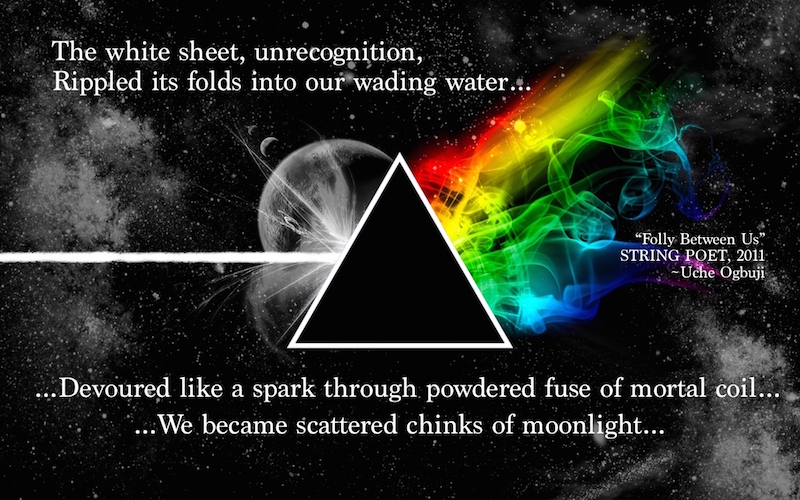 The white sheet, unrecognition,
Rippled its folds into our wading water...
“Folly Between Us”
STRING POET, 2011
~Uche Ogbuji
...Devoured like a spark through powdered fuse of mortal coil...
...We became scattered chinks of moonlight...